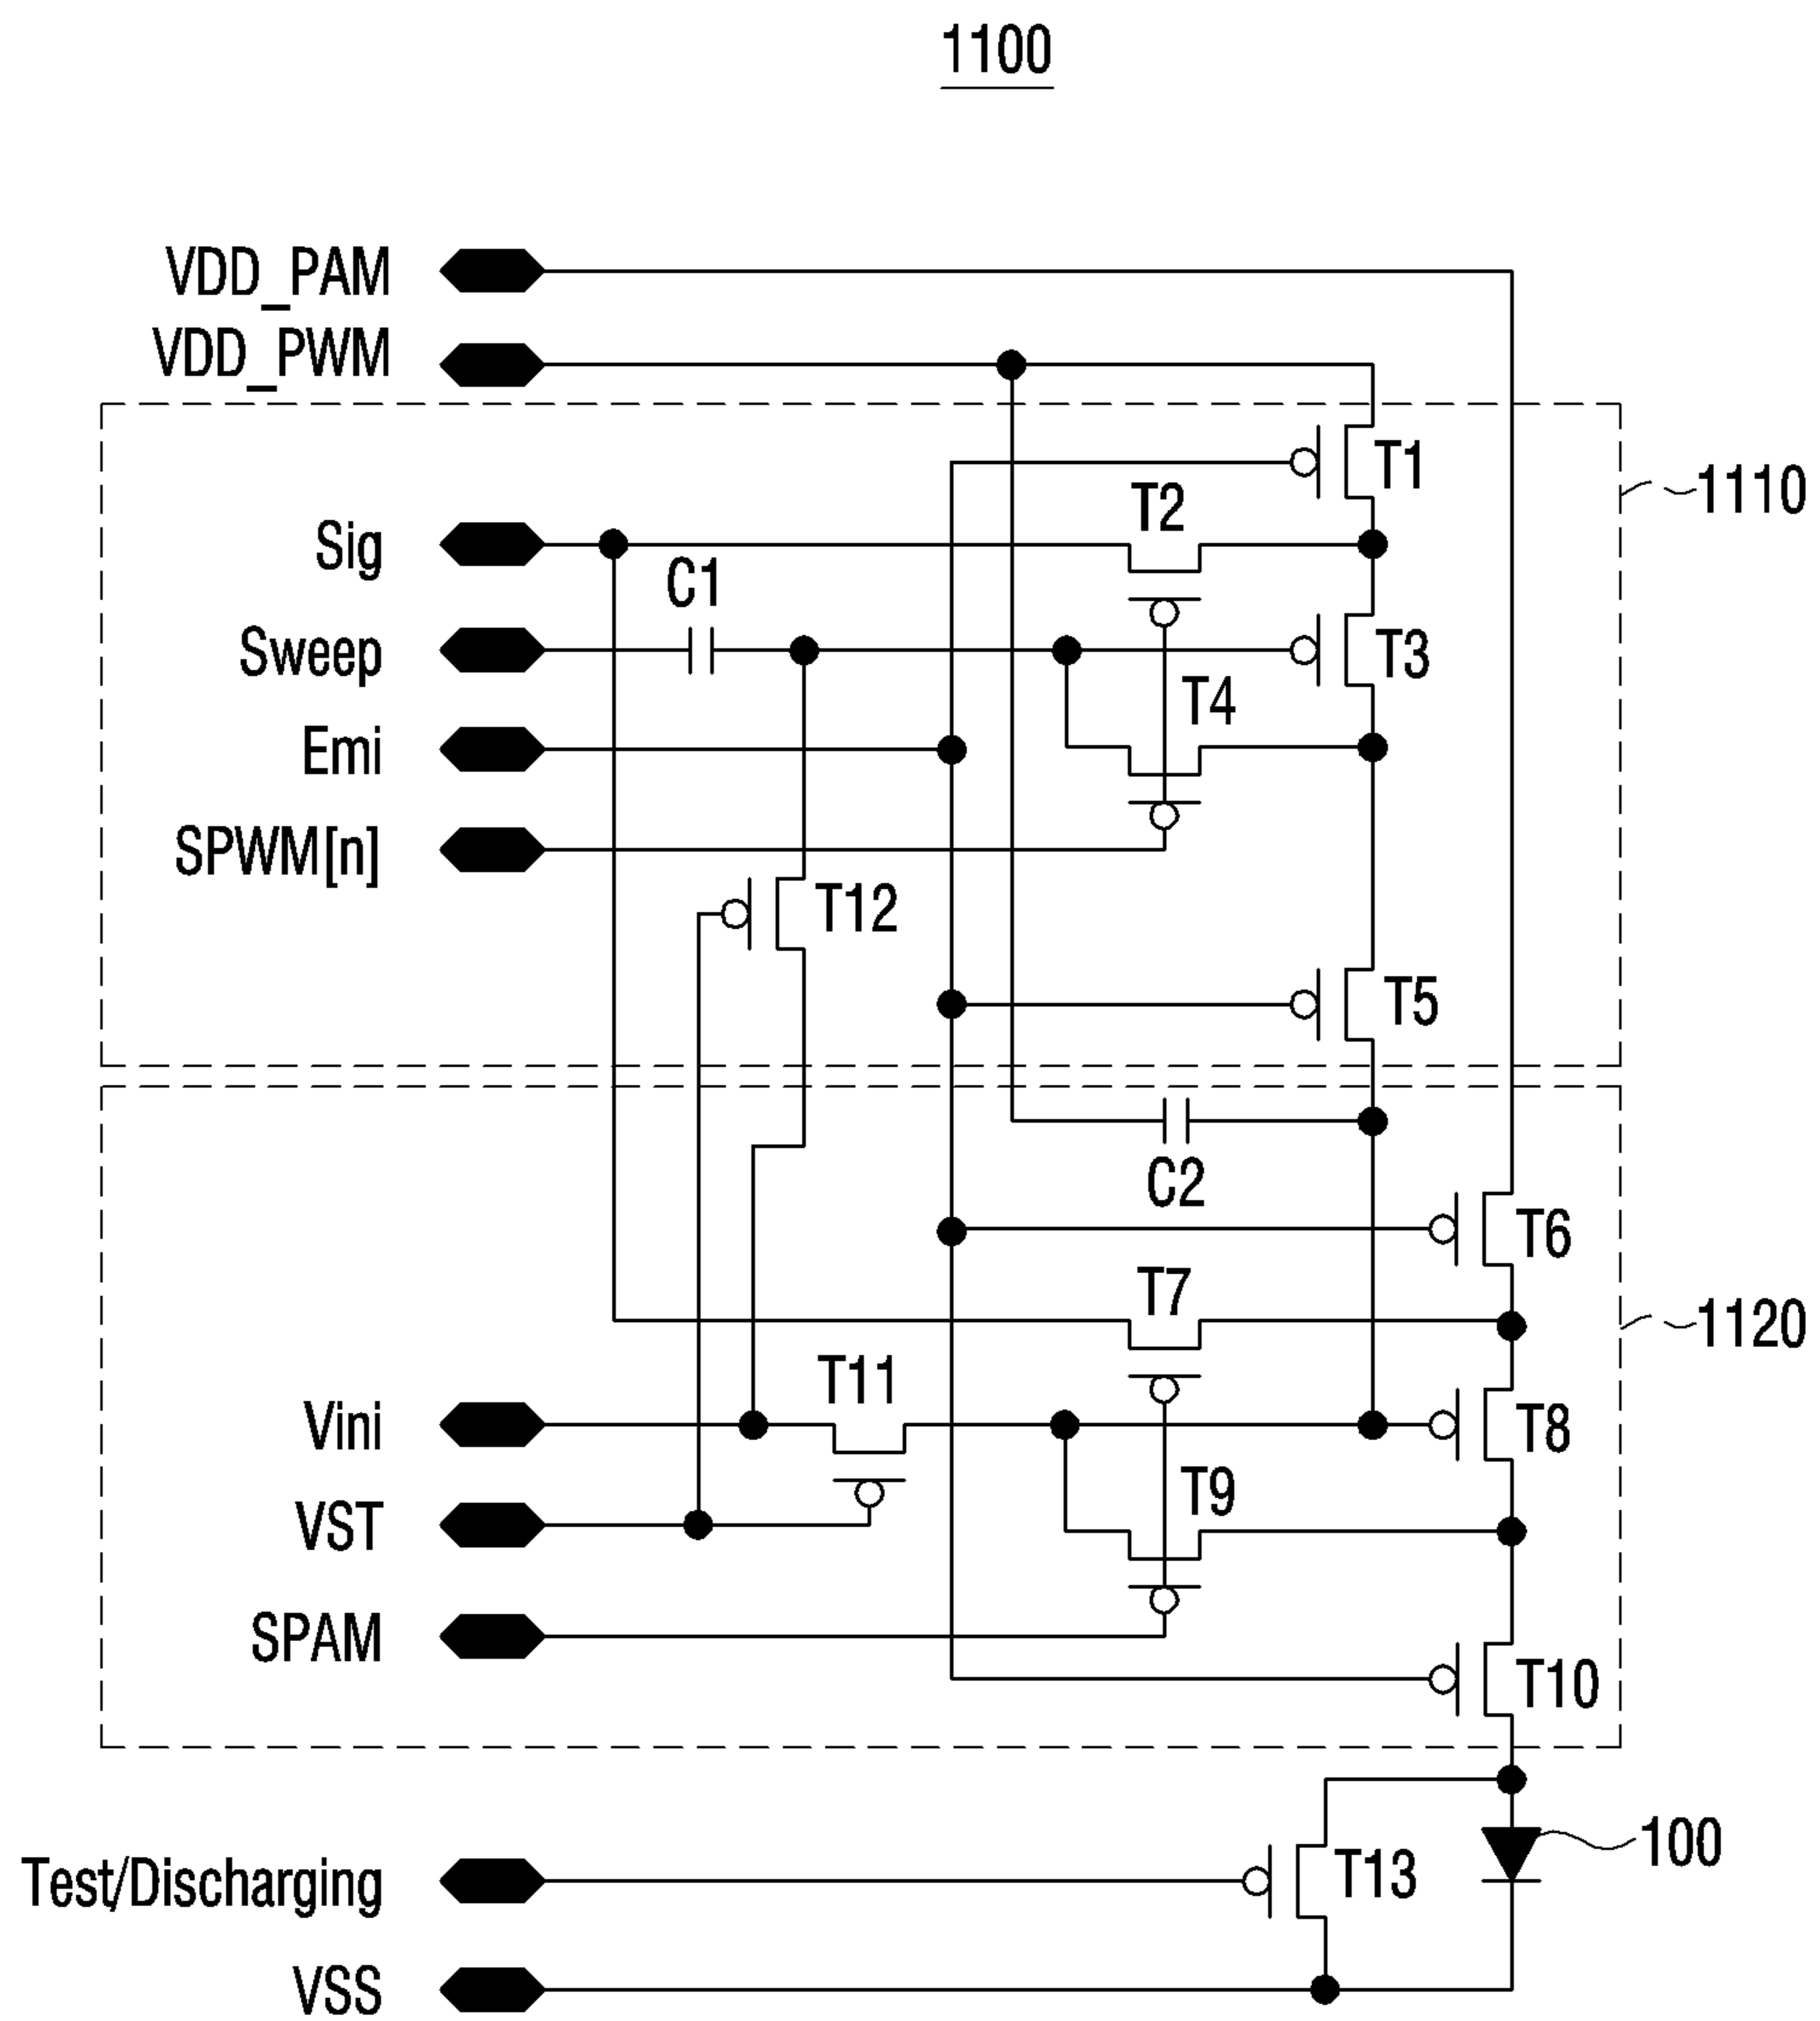 1100
VDD_PAM
VDD_PWM
T1
1110
T2
Sig
C1
Sweep
T3
T4
Emi
SPWM[n]
T12
T5
C2
T6
T7
1120
T11
Vini
T8
T9
VST
SPAM
T10
100
Test/Discharging
T13
VSS